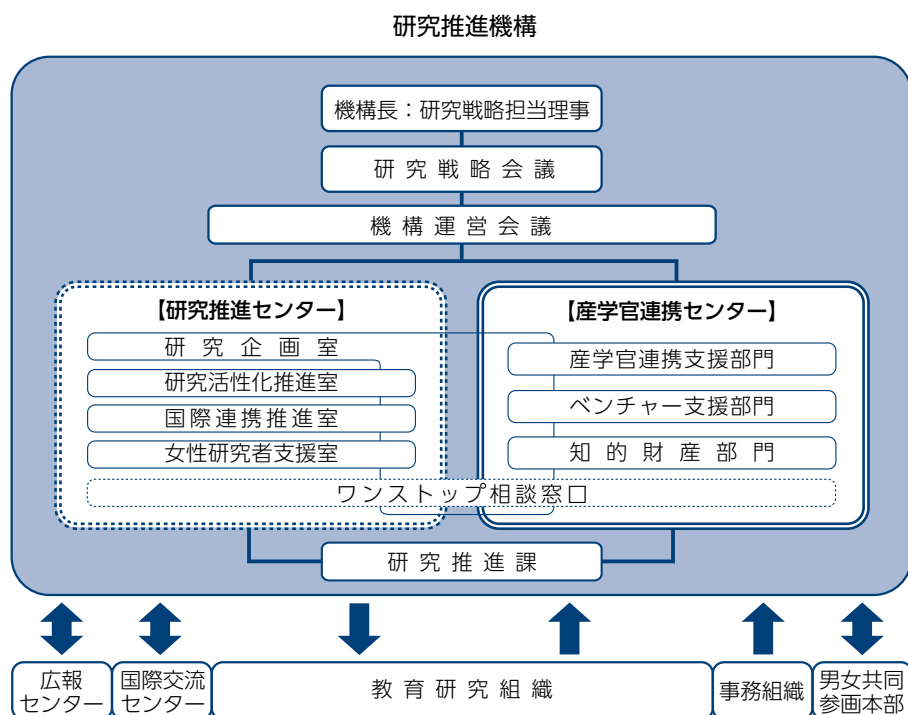 研究推進機構
機構長：研究戦略担当理事
研究戦略会議
機構運営会議
【研究推進センター】
研究企画室
研究活性化推進室
国際連携推進室
女性研究者支援室
【産学官連携センター】
産学官連携支援部門
ベンチャー支援部門
知的財産部門
ワンストップ相談窓口
研究推進課
広報
センター
国際交流
センター
教育研究組織
事務組織
男女共同
参画本部